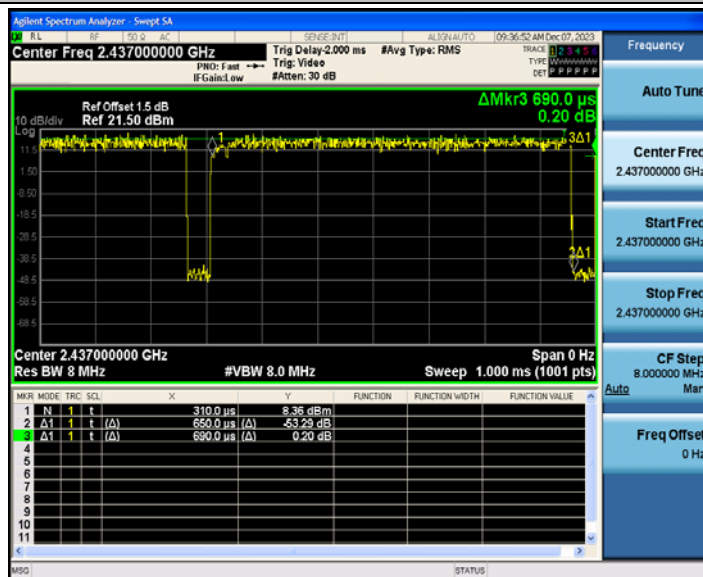 Agilent Spectrum Analyzer - Swept SA
RL RF 50 Ω AC SENSE:INT ALIGNAUTO 09:36:52 AM Dec 07, 2023
Center Freq 2.437000000 GHz
Trig Delay-2.000 ms #Avg Type: RMS TRACE 1 2 3 4 5 6
PNO: Fast Trig: Video TYPE WWWWWW
IFGain:Low #Atten: 30 dB DET P P P P P P
Frequency
Auto Tune
Ref Offset 1.5 dB ΔMkr3 690.0 µs
10 dB/div Ref 21.50 dBm 0.20 dB
Log
11.5
1.50
-8.50
-18.5
-28.5
-38.5
-48.5
-58.5
-68.5
1
3Δ1
2Δ1
Center Freq
2.437000000 GHz
Start Freq
2.437000000 GHz
Stop Freq
2.437000000 GHz
CF Step
8.000000 MHz
Auto Man
Freq Offset
0 Hz
Center 2.437000000 GHz Span 0 Hz
Res BW 8 MHz #VBW 8.0 MHz Sweep 1.000 ms (1001 pts)
MKR MODE TRC SCL X Y FUNCTION FUNCTION WIDTH FUNCTION VALUE
1 N 1 t 310.0 µs 8.36 dBm
2 Δ1 1 t (Δ) 650.0 µs (Δ) -53.29 dB
3 Δ1 1 t (Δ) 690.0 µs (Δ) 0.20 dB
4
5
6
7
8
9
10
11
MSG STATUS